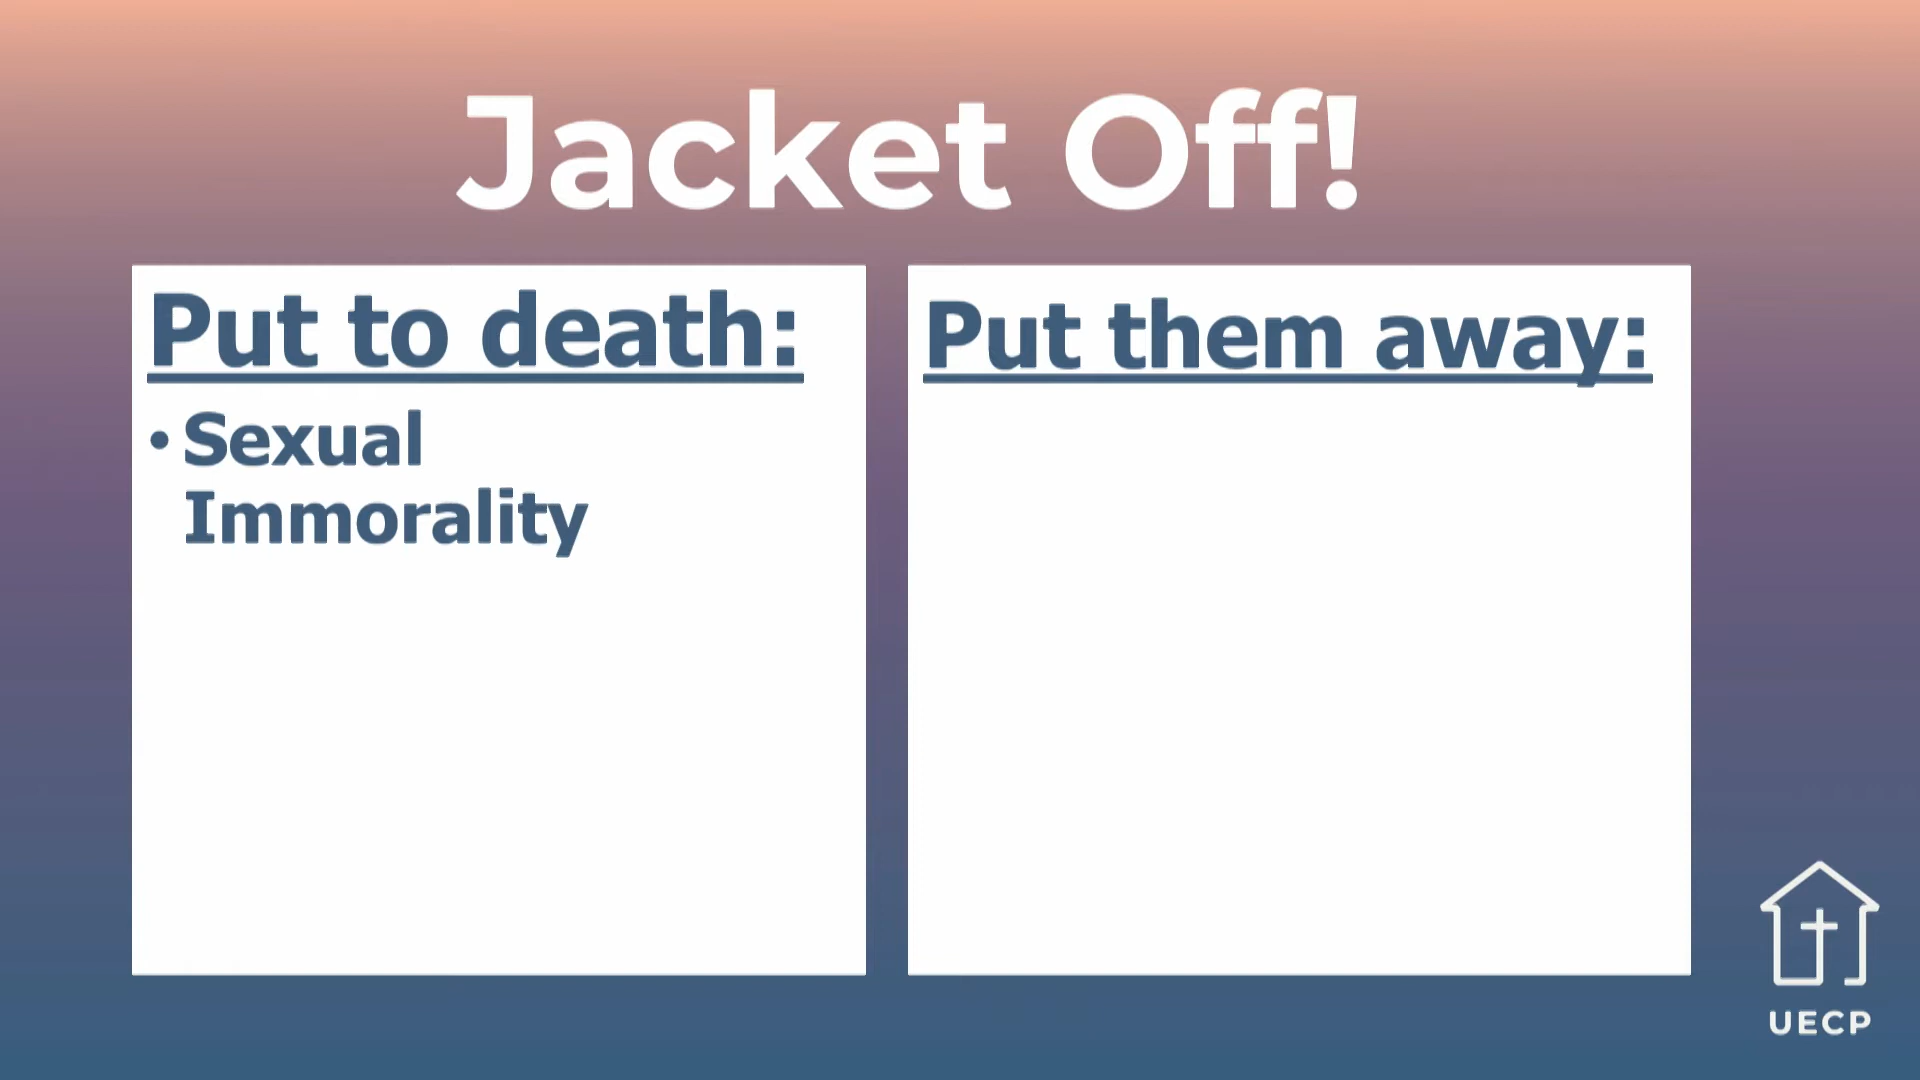 Jacket Off!
Put to death:
• Sexual
Immorality
Put them away:
UECP